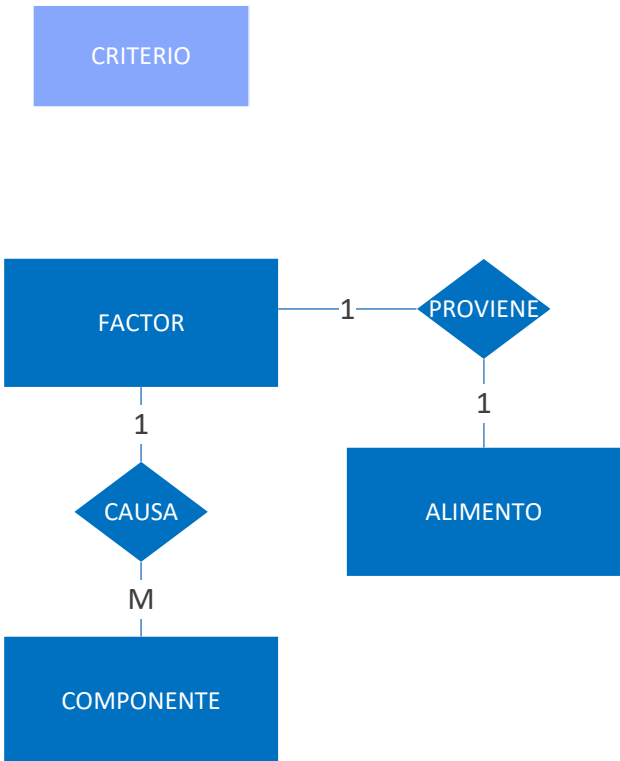 CRITERIO
FACTOR
1
PROVIENE
1
1
CAUSA
ALIMENTO
M
COMPONENTE